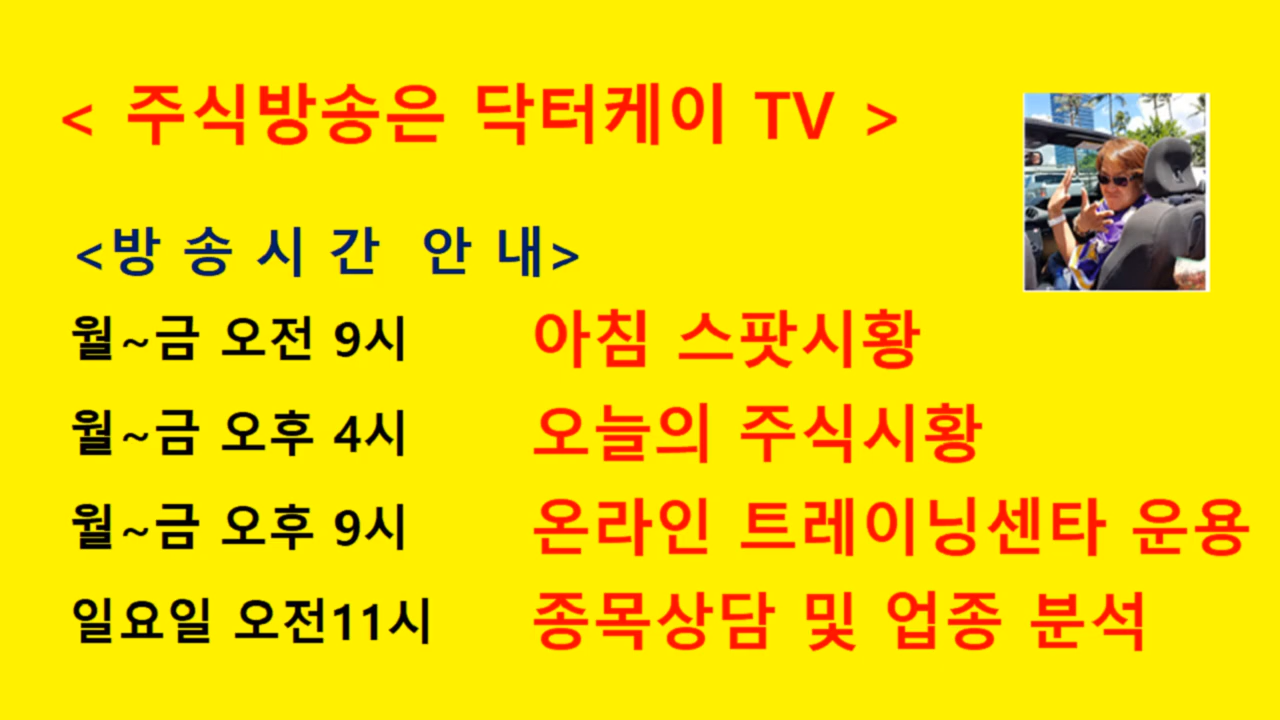 < 주식방송은 닥터케이 TV >
<방 송 시 간 안 내>
월~금 오전 9시 아침 스팟시황
월~금 오후 4시 오늘의 주식시황
월~금 오후 9시 온라인 트레이닝센타 운용
일요일 오전11시 종목상담 및 업종 분석